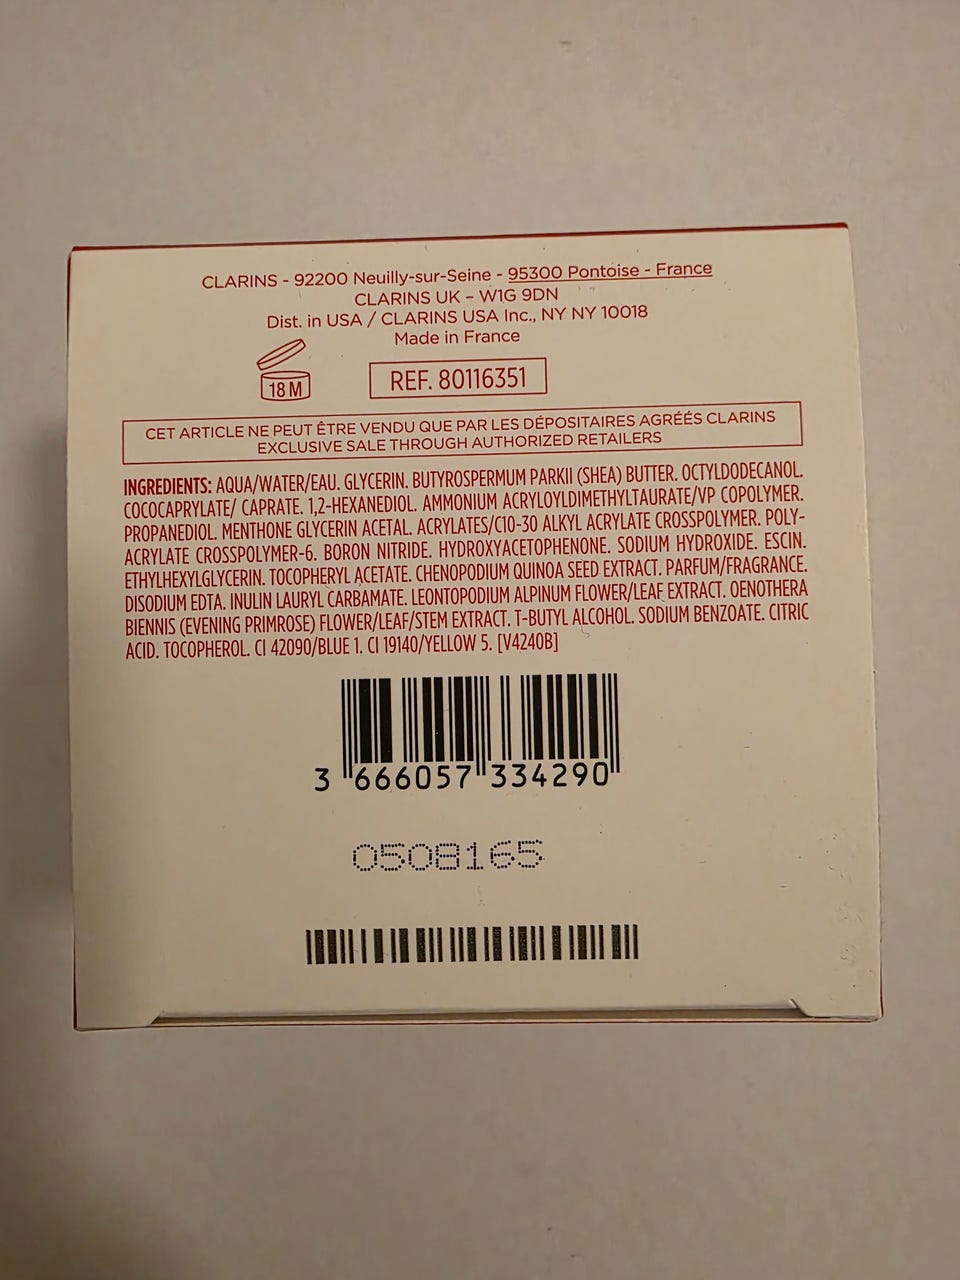 CLARINS - 92200 Neuilly-sur-Seine - 95300 Pontoise - France
CLARINS UK – W1G 9DN
Dist. in USA / CLARINS USA Inc., NY NY 10018
Made in France
18 M
REF. 80116351
CET ARTICLE NE PEUT ÊTRE VENDU QUE PAR LES DÉPOSITAIRES AGRÉÉS CLARINS
EXCLUSIVE SALE THROUGH AUTHORIZED RETAILERS
INGREDIENTS: AQUA/WATER/EAU. GLYCERIN. BUTYROSPERMUM PARKII (SHEA) BUTTER. OCTYLDODECANOL.
COCOCAPRYLATE/ CAPRATE. 1,2-HEXANEDIOL. AMMONIUM ACRYLOYLDIMETHYLTAURATE/VP COPOLYMER.
PROPANEDIOL. MENTHONE GLYCERIN ACETAL. ACRYLATES/C10-30 ALKYL ACRYLATE CROSSPOLYMER. POLY-
ACRYLATE CROSSPOLYMER-6. BORON NITRIDE. HYDROXYACETOPHENONE. SODIUM HYDROXIDE. ESCIN.
ETHYLHEXYLGLYCERIN. TOCOPHERYL ACETATE. CHENOPODIUM QUINOA SEED EXTRACT. PARFUM/FRAGRANCE.
DISODIUM EDTA. INULIN LAURYL CARBAMATE. LEONTOPODIUM ALPINUM FLOWER/LEAF EXTRACT. OENOTHERA
BIENNIS (EVENING PRIMROSE) FLOWER/LEAF/STEM EXTRACT. T-BUTYL ALCOHOL. SODIUM BENZOATE. CITRIC
ACID. TOCOPHEROL. CI 42090/BLUE 1. CI 19140/YELLOW 5. [V4240B]
3 666057 334290
0508165